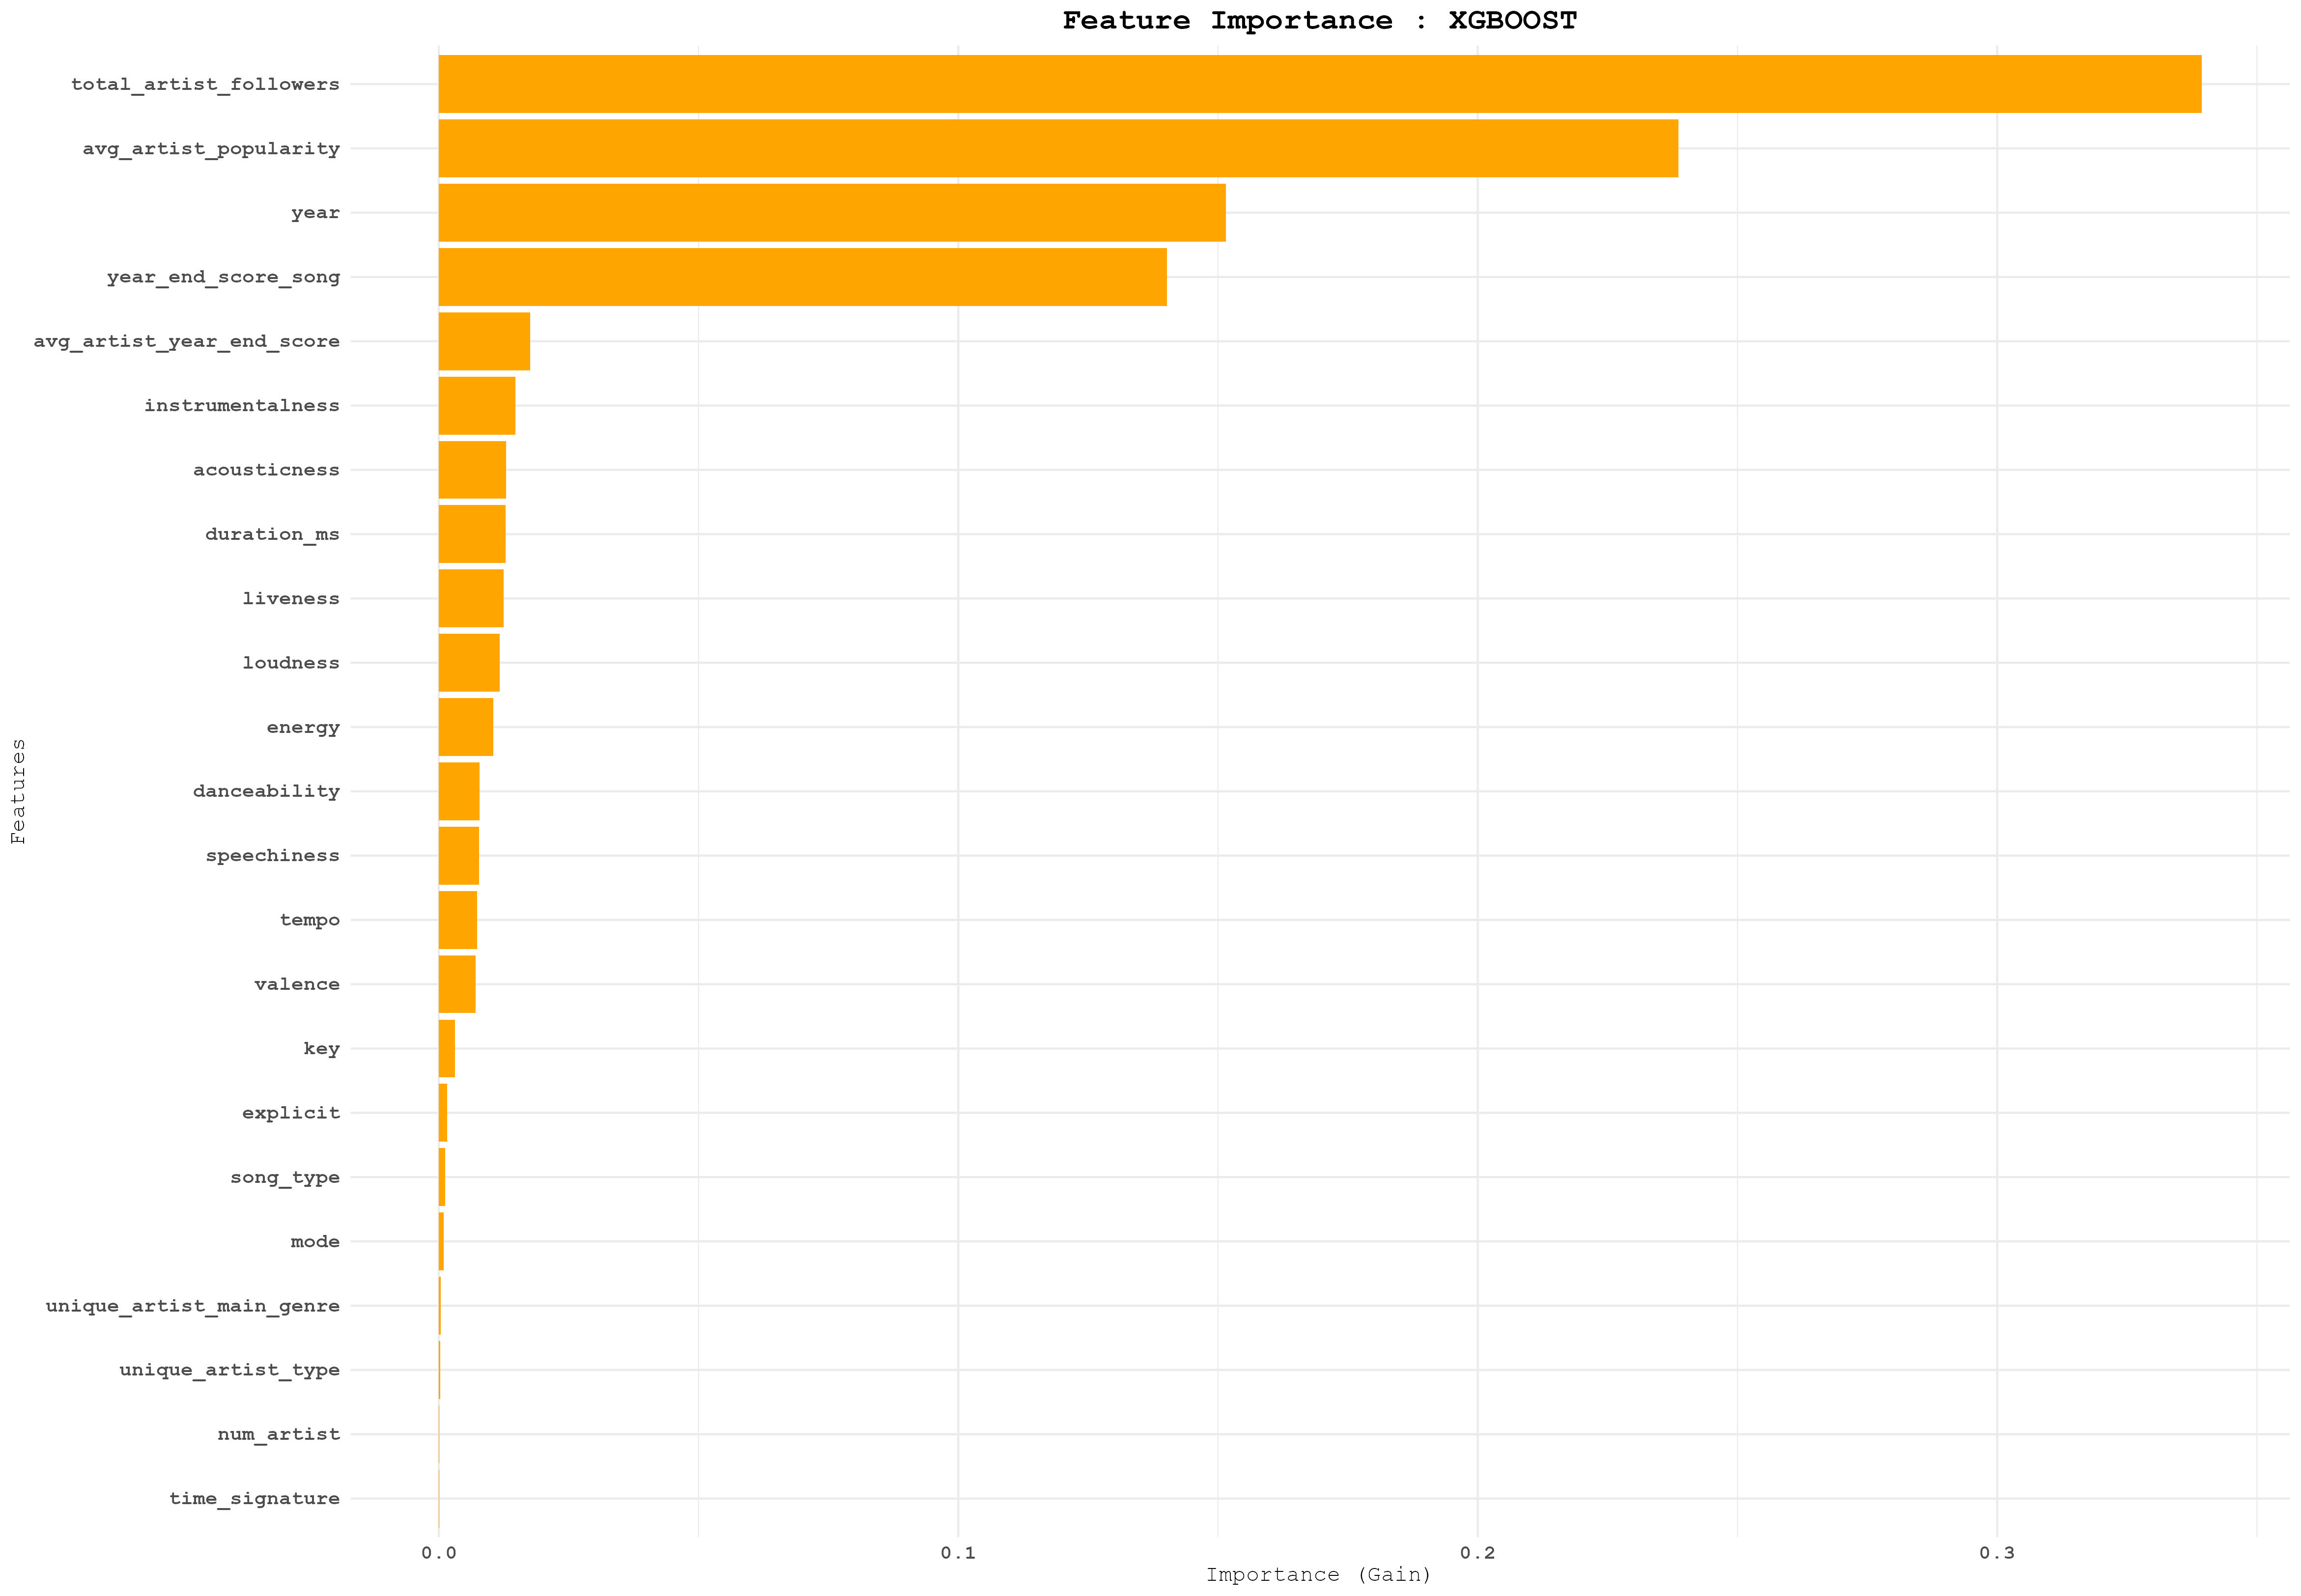 Feature Importance : XGBOOST
total_artist_followers
avg_artist_popularity
year
year_end_score_song
avg_artist_year_end_score
instrumentalness
acousticness
duration_ms
liveness
loudness
energy
danceability
speechiness
tempo
valence
key
explicit
song_type
mode
unique_artist_main_genre
unique_artist_type
num_artist
time_signature
Features
0.0 0.1 0.2 0.3
Importance (Gain)